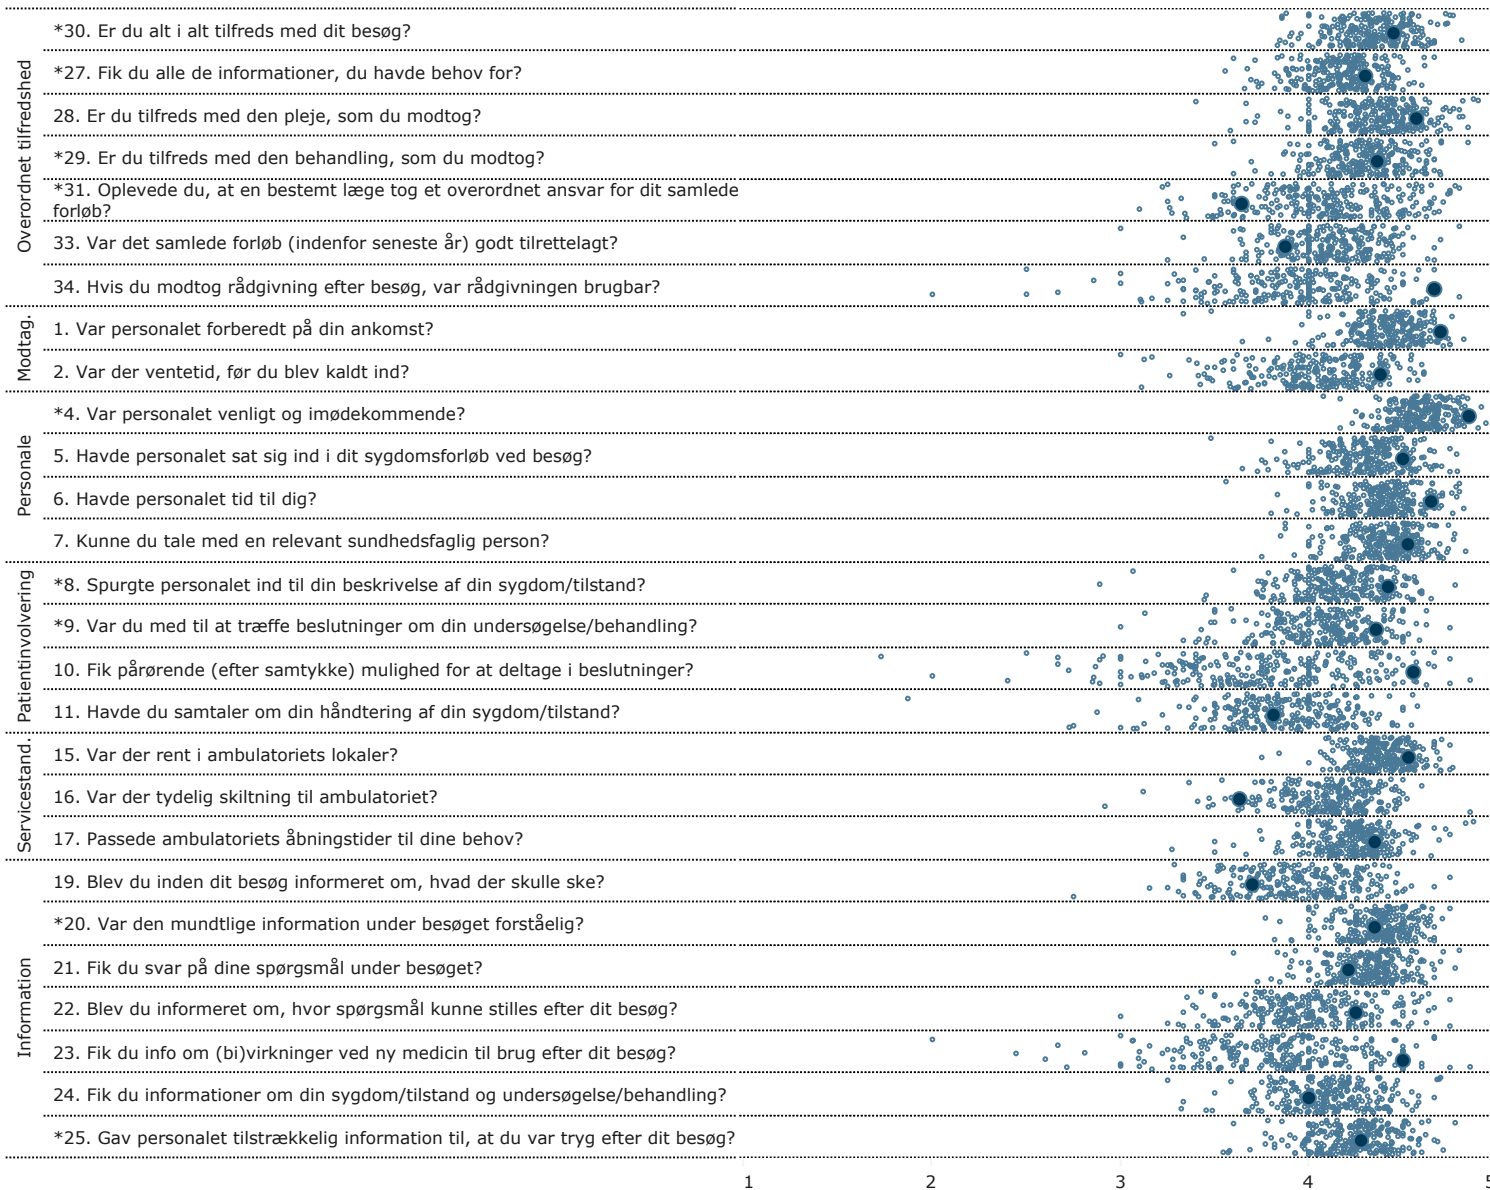 Overordnet tilfredshed
*30. Er du alt i alt tilfreds med dit besøg?
*27. Fik du alle de informationer, du havde behov for?
28. Er du tilfreds med den pleje, som du modtog?
*29. Er du tilfreds med den behandling, som du modtog?
*31. Oplevede du, at en bestemt læge tog et overordnet ansvar for dit samlede
forløb?
33. Var det samlede forløb (indenfor seneste år) godt tilrettelagt?
34. Hvis du modtog rådgivning efter besøg, var rådgivningen brugbar?
Modtag.
1. Var personalet forberedt på din ankomst?
2. Var der ventetid, før du blev kaldt ind?
Personale
*4. Var personalet venligt og imødekommende?
5. Havde personalet sat sig ind i dit sygdomsforløb ved besøg?
6. Havde personalet tid til dig?
7. Kunne du tale med en relevant sundhedsfaglig person?
Patientinvolvering
*8. Spurgte personalet ind til din beskrivelse af din sygdom/tilstand?
*9. Var du med til at træffe beslutninger om din undersøgelse/behandling?
10. Fik pårørende (efter samtykke) mulighed for at deltage i beslutninger?
11. Havde du samtaler om din håndtering af din sygdom/tilstand?
Servicestand.
15. Var der rent i ambulatoriets lokaler?
16. Var der tydelig skiltning til ambulatoriet?
17. Passede ambulatoriets åbningstider til dine behov?
Information
19. Blev du inden dit besøg informeret om, hvad der skulle ske?
*20. Var den mundtlige information under besøget forståelig?
21. Fik du svar på dine spørgsmål under besøget?
22. Blev du informeret om, hvor spørgsmål kunne stilles efter dit besøg?
23. Fik du info om (bi)virkninger ved ny medicin til brug efter dit besøg?
24. Fik du informationer om din sygdom/tilstand og undersøgelse/behandling?
*25. Gav personalet tilstrækkelig information til, at du var tryg efter dit besøg?
1 2 3 4 5